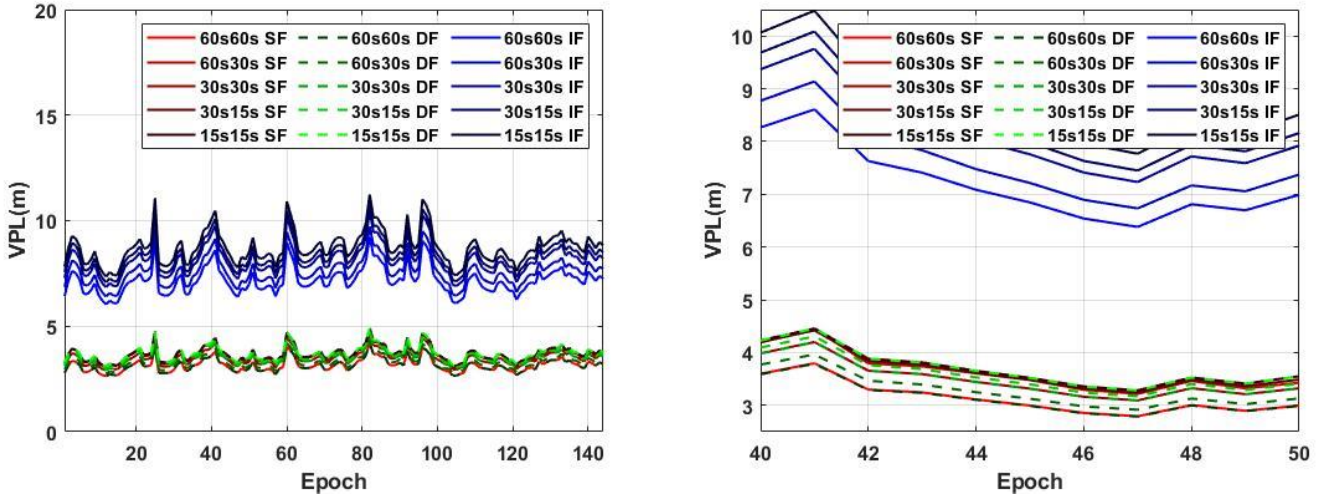 20
15
10
5
0
VPL(m)
60s60s SF 60s60s DF 60s60s IF
60s30s SF 60s30s DF 60s30s IF
30s30s SF 30s30s DF 30s30s IF
30s15s SF 30s15s DF 30s15s IF
15s15s SF 15s15s DF 15s15s IF
20 40 60 80 100 120 140
Epoch
10
9
8
7
6
5
4
3
VPL(m)
60s60s SF 60s60s DF 60s60s IF
60s30s SF 60s30s DF 60s30s IF
30s30s SF 30s30s DF 30s30s IF
30s15s SF 30s15s DF 30s15s IF
15s15s SF 15s15s DF 15s15s IF
40 42 44 46 48 50
Epoch